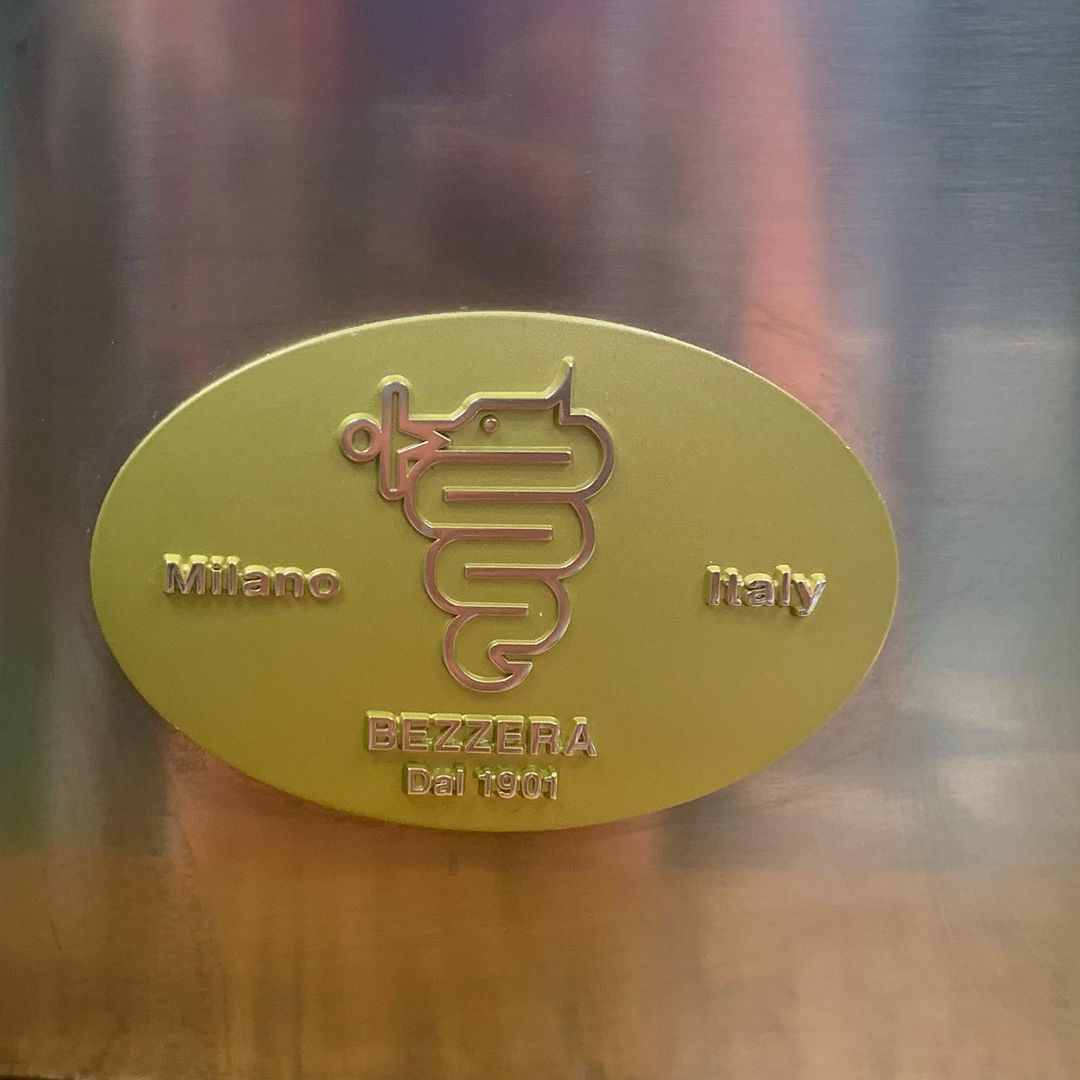 Milano
Italy
BEZZERA
Dal 1901